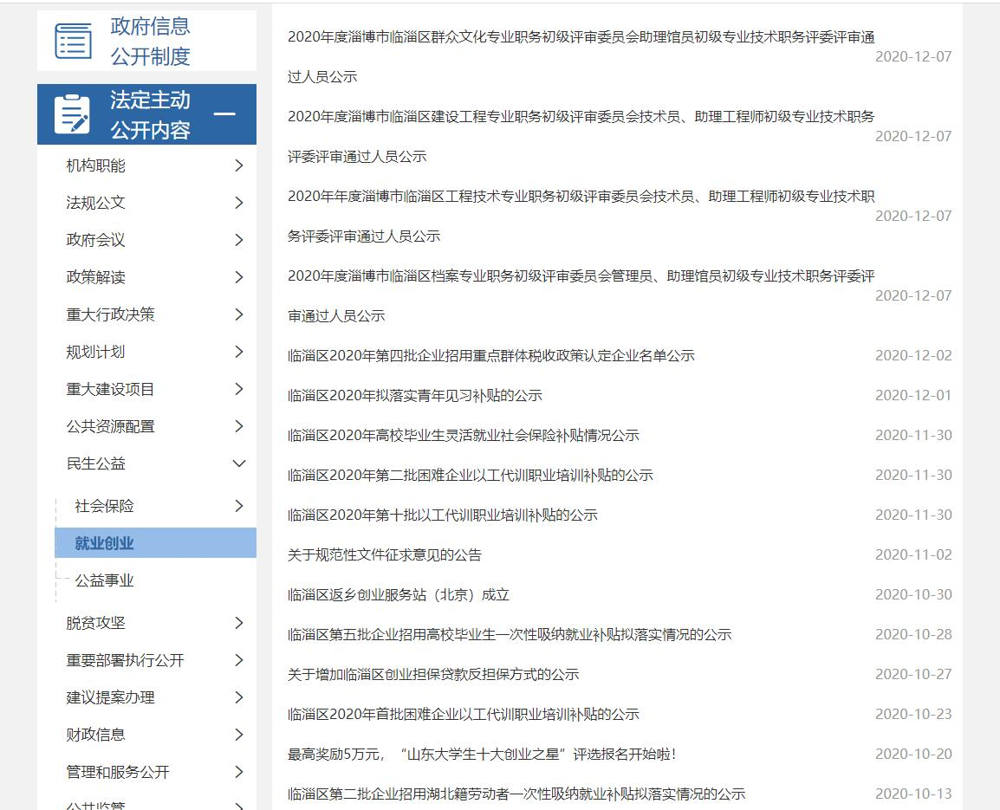 政府信息
公开制度
法定主动
公开内容
机构职能
法规公文
政府会议
政策解读
重大行政决策
规划计划
重大建设项目
公共资源配置
民生公益
社会保险
就业创业
公益事业
脱贫攻坚
重要部署执行公开
建议提案办理
财政信息
管理和服务公开
公共监管
2020年度淄博市临淄区群众文化专业职务初级评审委员会助理馆员初级专业技术职务评委评审通
过人员公示
2020-12-07
2020年度淄博市临淄区建设工程专业职务初级评审委员会技术员、助理工程师初级专业技术职务
评委评审通过人员公示
2020-12-07
2020年年度淄博市临淄区工程技术专业职务初级评审委员会技术员、助理工程师初级专业技术职
务评委评审通过人员公示
2020-12-07
2020年度淄博市临淄区档案专业职务初级评审委员会管理员、助理馆员初级专业技术职务评委评
审通过人员公示
2020-12-07
临淄区2020年第四批企业招用重点群体税收政策认定企业名单公示 2020-12-02
临淄区2020年拟落实青年见习补贴的公示 2020-12-01
临淄区2020年高校毕业生灵活就业社会保险补贴情况公示 2020-11-30
临淄区2020年第二批困难企业以工代训职业培训补贴的公示 2020-11-30
临淄区2020年第十批以工代训职业培训补贴的公示 2020-11-30
关于规范性文件征求意见的公告 2020-11-02
临淄区返乡创业服务站（北京）成立 2020-10-30
临淄区第五批企业招用高校毕业生一次性吸纳就业补贴拟落实情况的公示 2020-10-28
关于增加临淄区创业担保贷款反担保方式的公示 2020-10-27
临淄区2020年首批困难企业以工代训职业培训补贴的公示 2020-10-23
最高奖励5万元，“山东大学生十大创业之星”评选报名开始啦！ 2020-10-20
临淄区第二批企业招用湖北籍劳动者一次性吸纳就业补贴拟落实情况的公示 2020-10-13